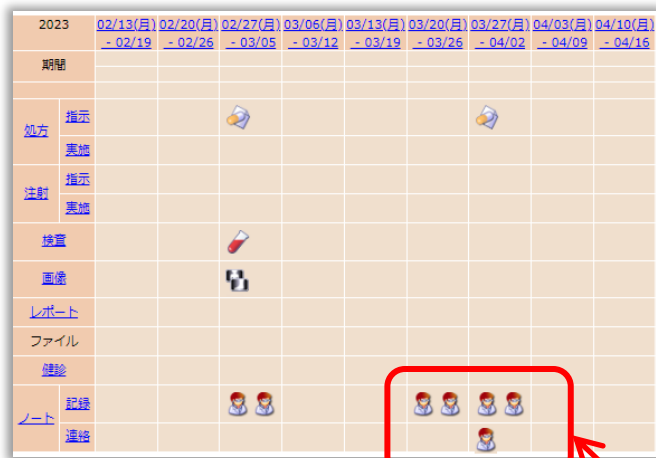 2023 02/13(月) 02/20(月) 02/27(月) 03/06(月) 03/13(月) 03/20(月) 03/27(月) 04/03(月) 04/10(月)
- 02/19 - 02/26 - 03/05 - 03/12 - 03/19 - 03/26 - 04/02 - 04/09 - 04/16
期間
処方 指示
実施
注射 指示
実施
検査
画像
レポート
ファイル
健診
ノート 記録
連絡